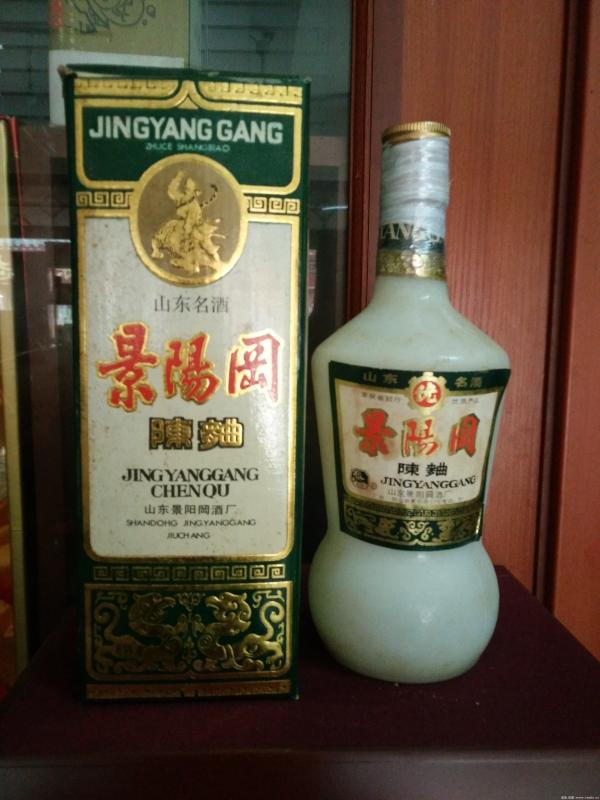 JINGYANG GANG
ZHUCE SHANGBIAO
山东名酒
景陽岡
陳麯
JINGYANGGANG
CHENQU
山东景阳岡酒厂
SHANDOHG JINGYANGGANG
JIUCHANG
山东 名酒
景陽岡
陳麯
JINGYANGGANG
山东景阳岡酒厂